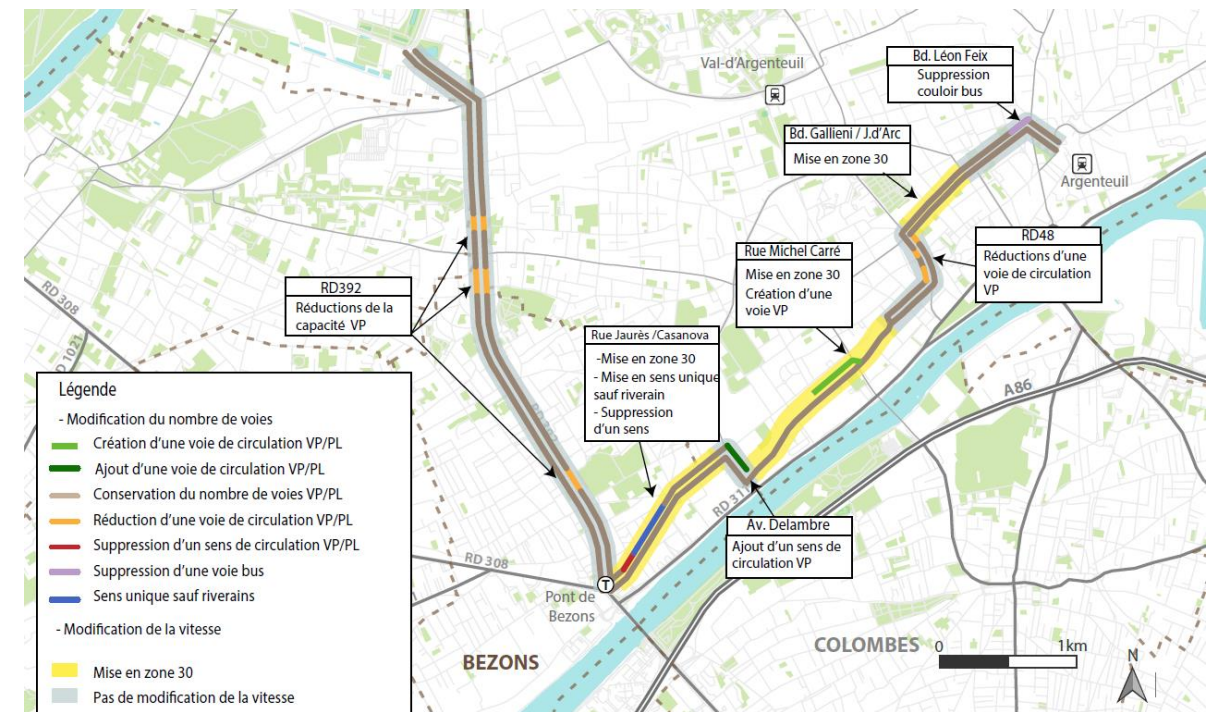 Val-d'Argenteuil
Bd. Léon Feix
Suppression
couloir bus
Bd. Gallieni / J.d'Arc
Mise en zone 30
Argenteuil
RD48
Réductions d'une
voie de circulation
VP
Rue Michel Carré
Mise en zone 30
Création d'une
voie VP
RD392
Réductions de la
capacité VP
Rue Jaurès /Casanova
-Mise en zone 30
- Mise en sens unique
sauf riverain
- Suppression
d'un sens
RD 308
RD 1021
A86
RD 311
RD 392
Av. Delambre
Ajout d'un sens de
circulation VP
RD 308
T
Pont de
Bezons
BEZONS
COLOMBES
0
1km
N
Légende
- Modification du nombre de voies
Création d'une voie de circulation VP/PL
Ajout d'une voie de circulation VP/PL
Conservation du nombre de voies VP/PL
Réduction d'une voie de circulation VP/PL
Suppression d'un sens de circulation VP/PL
Suppression d'une voie bus
Sens unique sauf riverains
- Modification de la vitesse
Mise en zone 30
Pas de modification de la vitesse